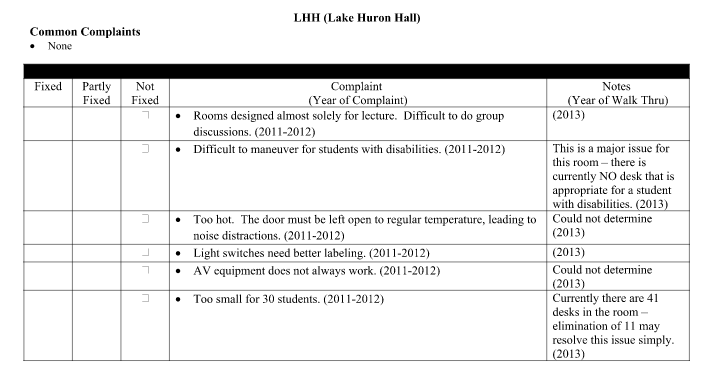 LHH (Lake Huron Hall)
Common Complaints
• None
Fixed
Partly
Fixed
Not
Fixed
Complaint
(Year of Complaint)
Notes
(Year of Walk Thru)
• Rooms designed almost solely for lecture.  Difficult to do group
discussions. (2011-2012)
(2013)
• Difficult to maneuver for students with disabilities. (2011-2012)
This is a major issue for
this room – there is
currently NO desk that is
appropriate for a student
with disabilities. (2013)
• Too hot.  The door must be left open to regular temperature, leading to
noise distractions. (2011-2012)
Could not determine
(2013)
• Light switches need better labeling. (2011-2012)
(2013)
• AV equipment does not always work. (2011-2012)
Could not determine
(2013)
• Too small for 30 students. (2011-2012)
Currently there are 41
desks in the room –
elimination of 11 may
resolve this issue simply.
(2013)